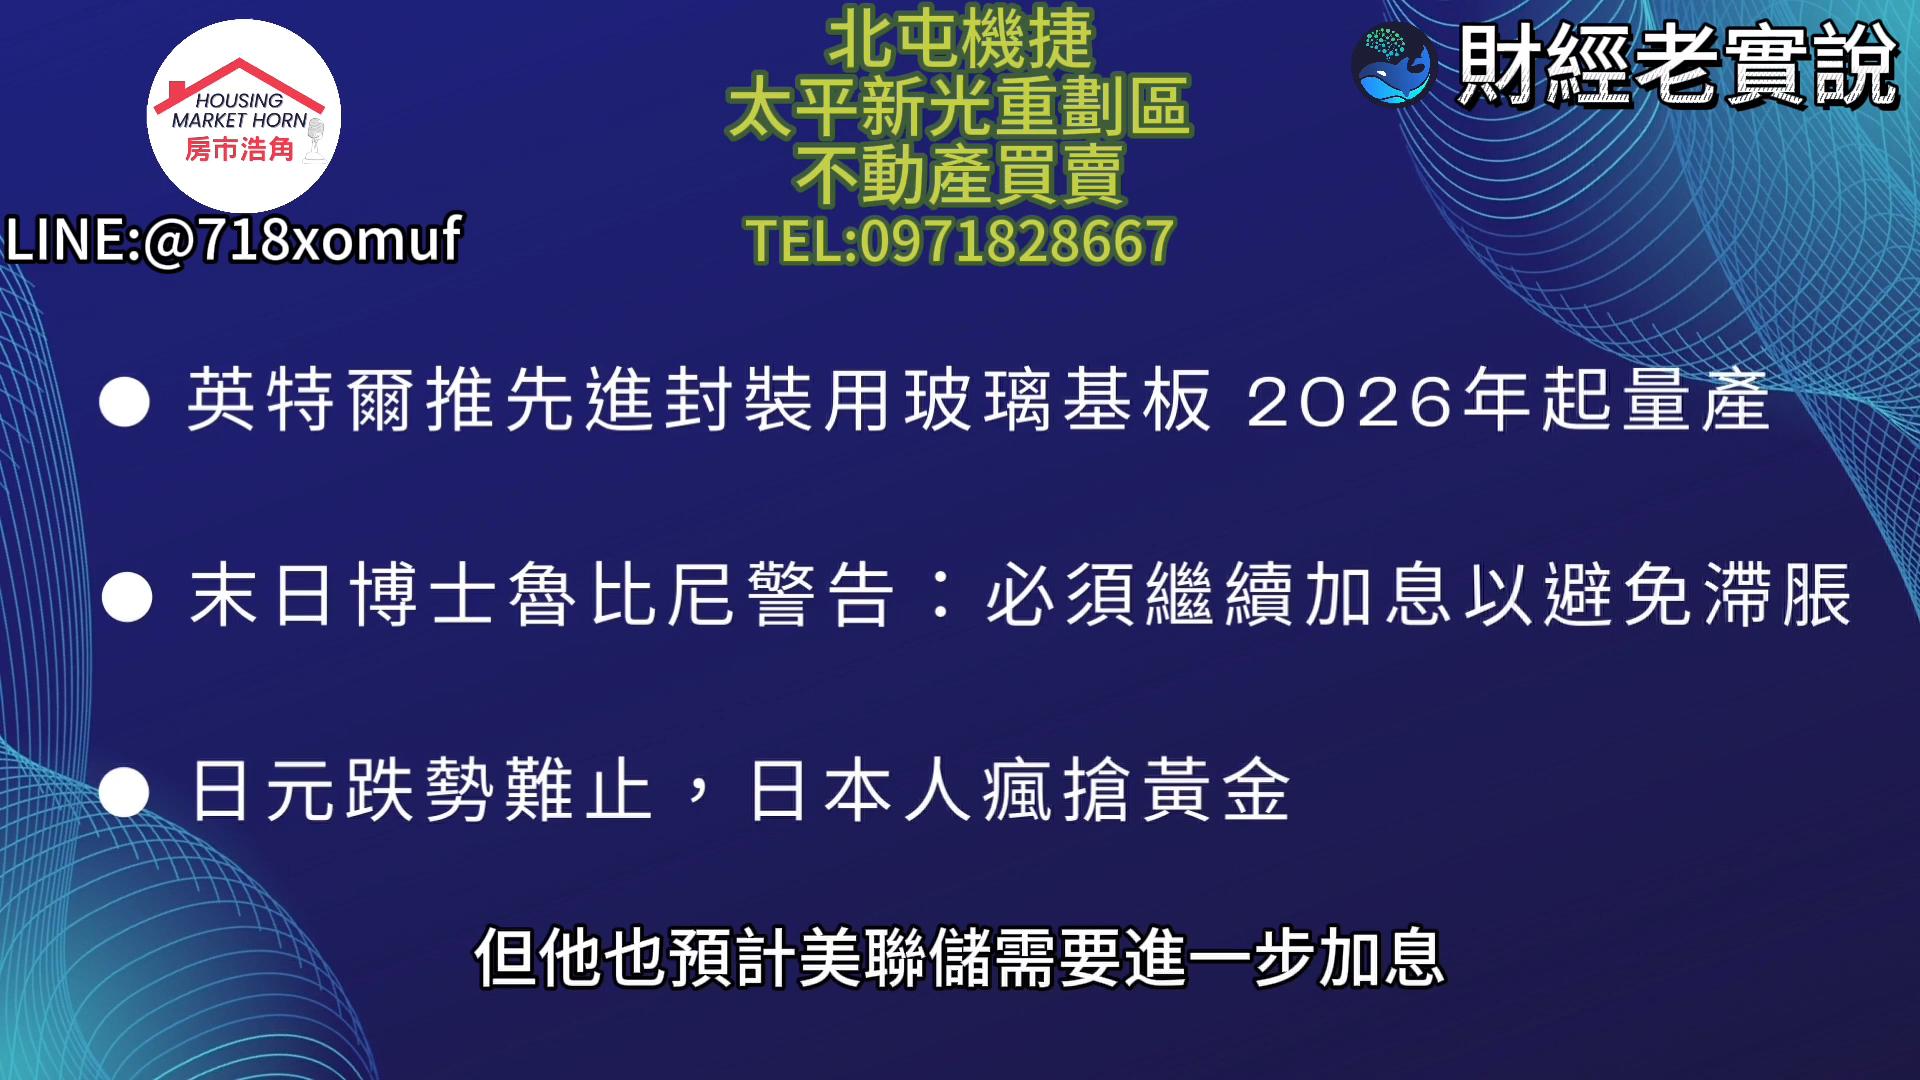 HOUSING
MARKET HORN
房市浩角
LINE:@718xomuf
北屯機捷
太平新光重劃區
不動產買賣
TEL:0971828667
財經老實說
● 英特爾推先進封裝用玻璃基板 2026年起量產
● 末日博士魯比尼警告：必須繼續加息以避免滯脹
● 日元跌勢難止，日本人瘋搶黃金
但他也預計美聯儲需要進一步加息